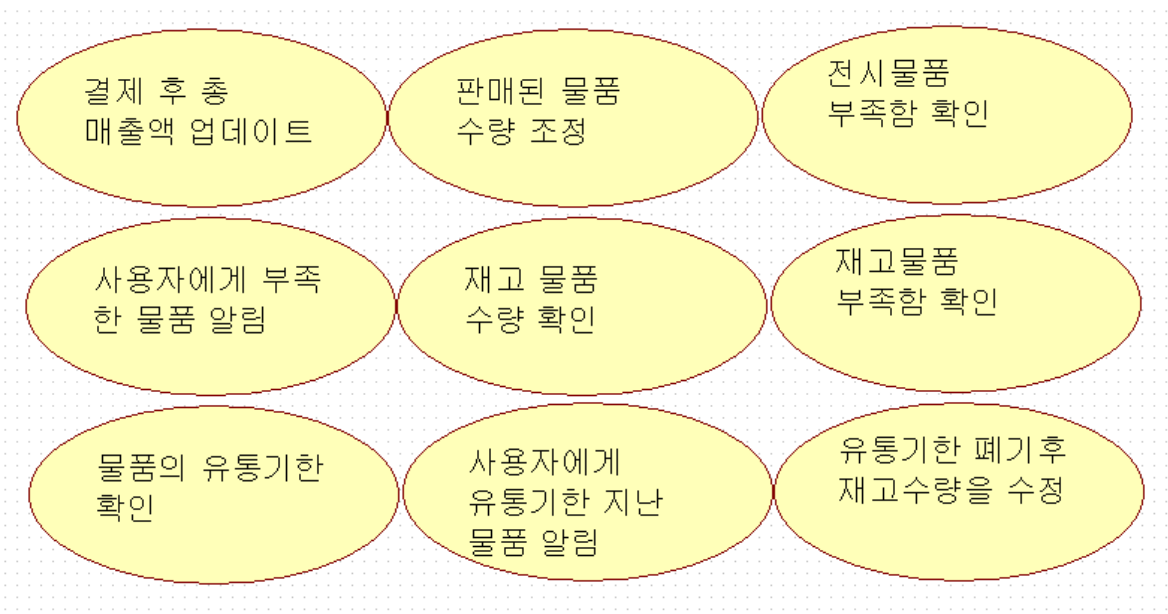 결제 후 총
매출액 업데이트
판매된 물품
수량 조정
전시물품
부족함 확인
사용자에게 부족
한 물품 알림
재고 물품
수량 확인
재고물품
부족함 확인
물품의 유통기한
확인
사용자에게
유통기한 지난
물품 알림
유통기한 폐기후
재고수량을 수정